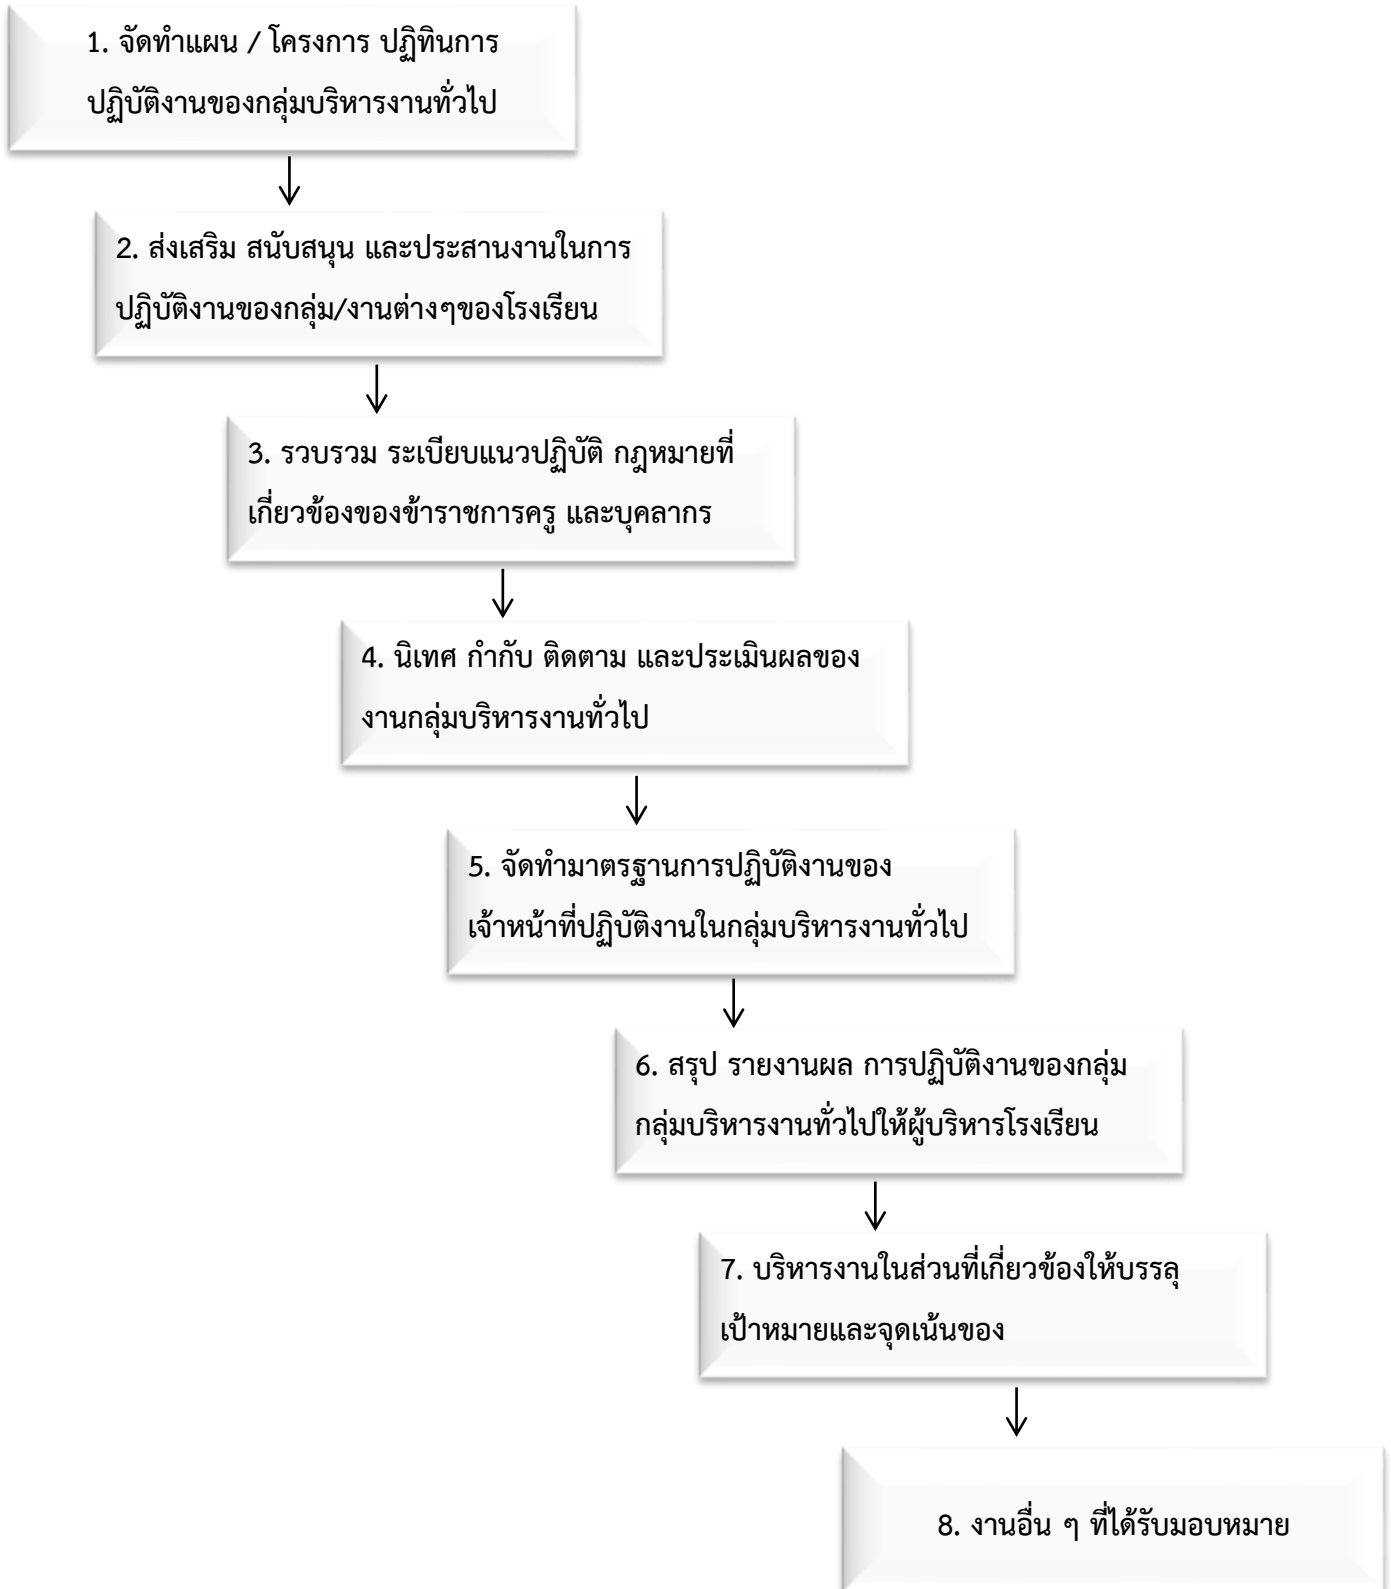 1. จัดทำแผน / โครงการ ปฏิทินการ
ปฏิบัติงานของกลุ่มบริหารงานทั่วไป
2. ส่งเสริม สนับสนุน และประสานงานในการ
ปฏิบัติงานของกลุ่ม/งานต่างๆของโรงเรียน
3. รวบรวม ระเบียบแนวปฏิบัติ กฎหมายที่
เกี่ยวข้องของข้าราชการครู และบุคลากร
4. นิเทศ กำกับ ติดตาม และประเมินผลของ
งานกลุ่มบริหารงานทั่วไป
5. จัดทำมาตรฐานการปฏิบัติงานของ
เจ้าหน้าที่ปฏิบัติงานในกลุ่มบริหารงานทั่วไป
6. สรุป รายงานผล การปฏิบัติงานของกลุ่ม
กลุ่มบริหารงานทั่วไปให้ผู้บริหารโรงเรียน
7. บริหารงานในส่วนที่เกี่ยวข้องให้บรรลุ
เป้าหมายและจุดเน้นของ
8. งานอื่น ๆ ที่ได้รับมอบหมาย